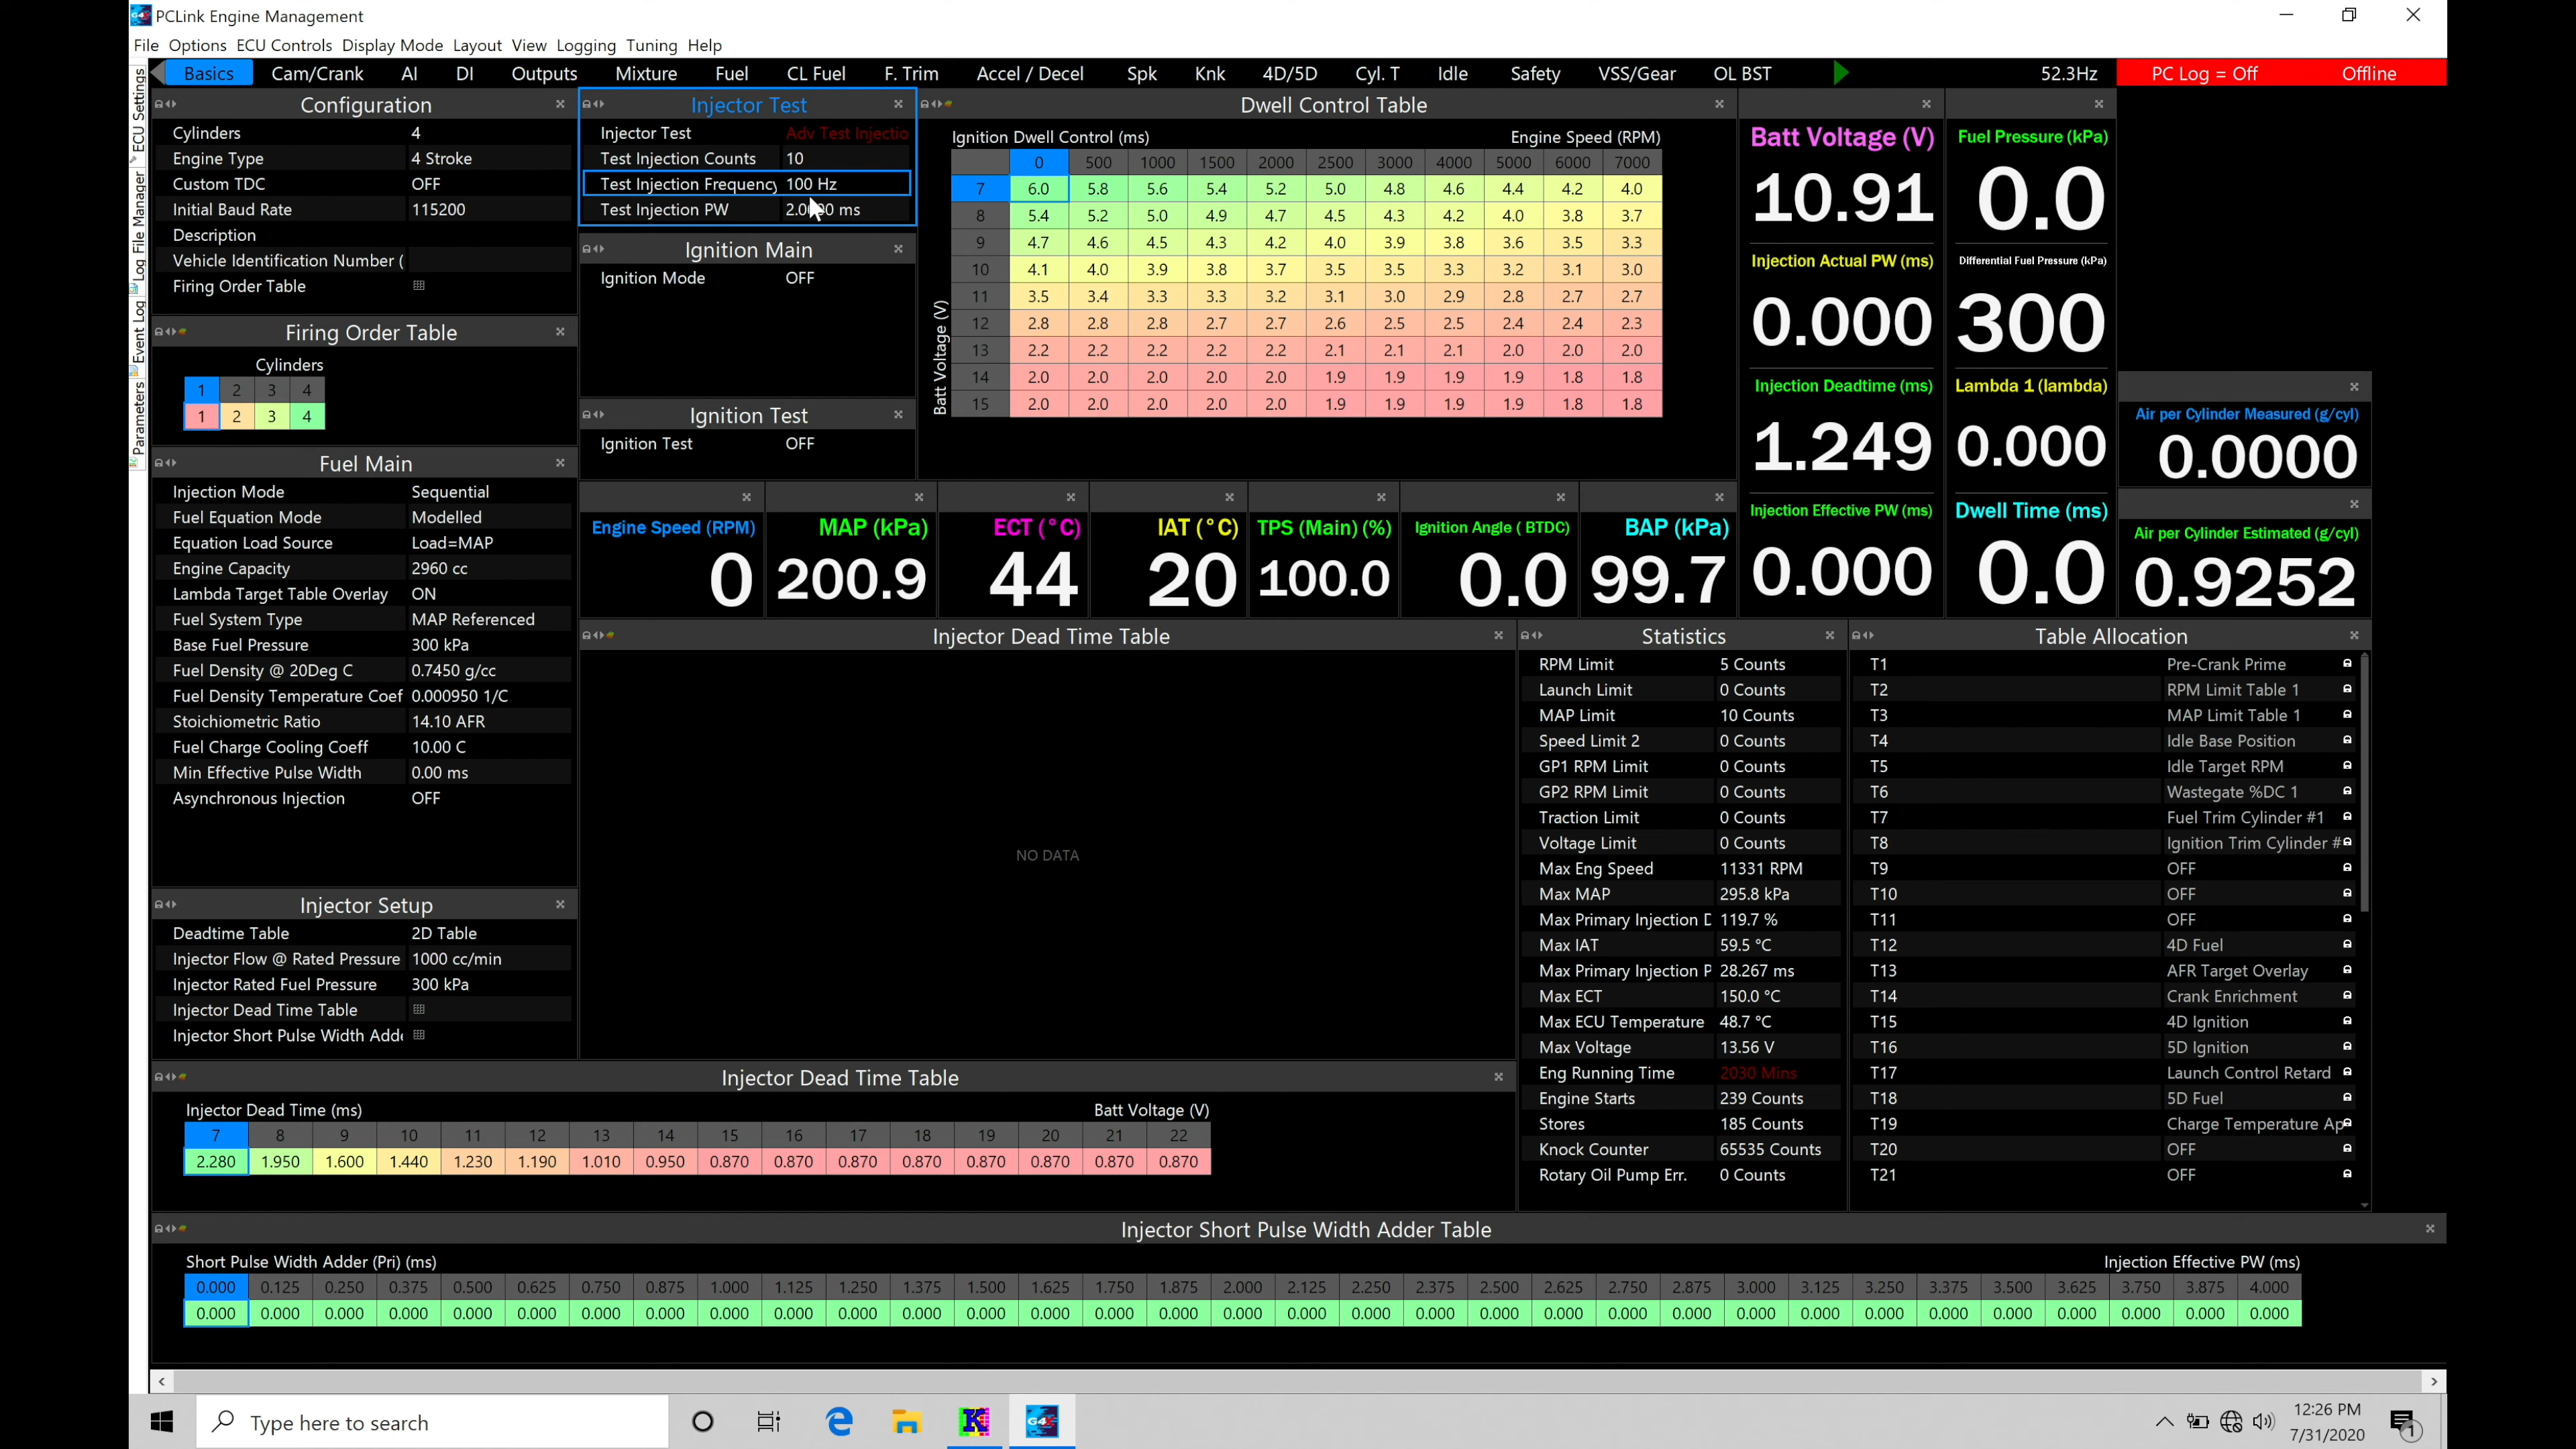 PCLink Engine Management
File Options ECU Controls Display Mode Layout View Logging Tuning Help
Basics Cam/Crank AI DI Outputs Mixture Fuel CL Fuel F. Trim Accel / Decel Spk Knk 4D/5D Cyl. T Idle Safety VSS/Gear OL BST 52.3Hz PC Log = Off Offline
ECU Settings
Log File Manager
Event Log
Parameters
Configuration
Cylinders 4
Engine Type 4 Stroke
Custom TDC OFF
Initial Baud Rate 115200
Description
Vehicle Identification Number (
Firing Order Table
Firing Order Table
Cylinders
1 2 3 4
1 2 3 4
Fuel Main
Injection Mode Sequential
Fuel Equation Mode Modelled
Equation Load Source Load=MAP
Engine Capacity 2960 cc
Lambda Target Table Overlay ON
Fuel System Type MAP Referenced
Base Fuel Pressure 300 kPa
Fuel Density @ 20Deg C 0.7450 g/cc
Fuel Density Temperature Coef 0.000950 1/C
Stoichiometric Ratio 14.10 AFR
Fuel Charge Cooling Coeff 10.00 C
Min Effective Pulse Width 0.00 ms
Asynchronous Injection OFF
Injector Setup
Deadtime Table 2D Table
Injector Flow @ Rated Pressure 1000 cc/min
Injector Rated Fuel Pressure 300 kPa
Injector Dead Time Table
Injector Short Pulse Width Adde
Injector Test
Injector Test Adv Test Injectio
Test Injection Counts 10
Test Injection Frequency 100 Hz
Test Injection PW 2.0000 ms
Ignition Main
Ignition Mode OFF
Ignition Test
Ignition Test OFF
Dwell Control Table
Ignition Dwell Control (ms) Engine Speed (RPM)
Batt Voltage (V)
0 500 1000 1500 2000 2500 3000 4000 5000 6000 7000
7 6.0 5.8 5.6 5.4 5.2 5.0 4.8 4.6 4.4 4.2 4.0
8 5.4 5.2 5.0 4.9 4.7 4.5 4.3 4.2 4.0 3.8 3.7
9 4.7 4.6 4.5 4.3 4.2 4.0 3.9 3.8 3.6 3.5 3.3
10 4.1 4.0 3.9 3.8 3.7 3.5 3.5 3.3 3.2 3.1 3.0
11 3.5 3.4 3.3 3.3 3.2 3.1 3.0 2.9 2.8 2.7 2.7
12 2.8 2.8 2.8 2.7 2.7 2.6 2.5 2.5 2.4 2.4 2.3
13 2.2 2.2 2.2 2.2 2.2 2.1 2.1 2.1 2.0 2.0 2.0
14 2.0 2.0 2.0 2.0 2.0 1.9 1.9 1.9 1.9 1.8 1.8
15 2.0 2.0 2.0 2.0 2.0 1.9 1.9 1.9 1.9 1.8 1.8
Batt Voltage (V)
10.91
Injection Actual PW (ms)
0.000
Injection Deadtime (ms)
1.249
Injection Effective PW (ms)
0.000
Fuel Pressure (kPa)
0.0
Differential Fuel Pressure (kPa)
300
Lambda 1 (lambda)
0.000
Dwell Time (ms)
0.0
Air per Cylinder Measured (g/cyl)
0.0000
Air per Cylinder Estimated (g/cyl)
0.9252
Engine Speed (RPM) MAP (kPa) ECT (°C) IAT (°C) TPS (Main) (%) Ignition Angle ( BTDC) BAP (kPa)
0 200.9 44 20 100.0 0.0 99.7
Injector Dead Time Table
NO DATA
Statistics
RPM Limit 5 Counts
Launch Limit 0 Counts
MAP Limit 10 Counts
Speed Limit 2 0 Counts
GP1 RPM Limit 0 Counts
GP2 RPM Limit 0 Counts
Traction Limit 0 Counts
Voltage Limit 0 Counts
Max Eng Speed 11331 RPM
Max MAP 295.8 kPa
Max Primary Injection D 119.7 %
Max IAT 59.5 °C
Max Primary Injection P 28.267 ms
Max ECT 150.0 °C
Max ECU Temperature 48.7 °C
Max Voltage 13.56 V
Eng Running Time 2030 Mins
Engine Starts 239 Counts
Stores 185 Counts
Knock Counter 65535 Counts
Rotary Oil Pump Err. 0 Counts
Table Allocation
T1 Pre-Crank Prime
T2 RPM Limit Table 1
T3 MAP Limit Table 1
T4 Idle Base Position
T5 Idle Target RPM
T6 Wastegate %DC 1
T7 Fuel Trim Cylinder #1
T8 Ignition Trim Cylinder #
T9 OFF
T10 OFF
T11 OFF
T12 4D Fuel
T13 AFR Target Overlay
T14 Crank Enrichment
T15 4D Ignition
T16 5D Ignition
T17 Launch Control Retard
T18 5D Fuel
T19 Charge Temperature Ap
T20 OFF
T21 OFF
Injector Dead Time Table
Injector Dead Time (ms) Batt Voltage (V)
7 8 9 10 11 12 13 14 15 16 17 18 19 20 21 22
2.280 1.950 1.600 1.440 1.230 1.190 1.010 0.950 0.870 0.870 0.870 0.870 0.870 0.870 0.870 0.870
Injector Short Pulse Width Adder Table
Short Pulse Width Adder (Pri) (ms) Injection Effective PW (ms)
0.000 0.125 0.250 0.375 0.500 0.625 0.750 0.875 1.000 1.125 1.250 1.375 1.500 1.625 1.750 1.875 2.000 2.125 2.250 2.375 2.500 2.625 2.750 2.875 3.000 3.125 3.250 3.375 3.500 3.625 3.750 3.875 4.000
0.000 0.000 0.000 0.000 0.000 0.000 0.000 0.000 0.000 0.000 0.000 0.000 0.000 0.000 0.000 0.000 0.000 0.000 0.000 0.000 0.000 0.000 0.000 0.000 0.000 0.000 0.000 0.000 0.000 0.000 0.000 0.000 0.000
Type here to search
K
G4X
12:26 PM
7/31/2020
1